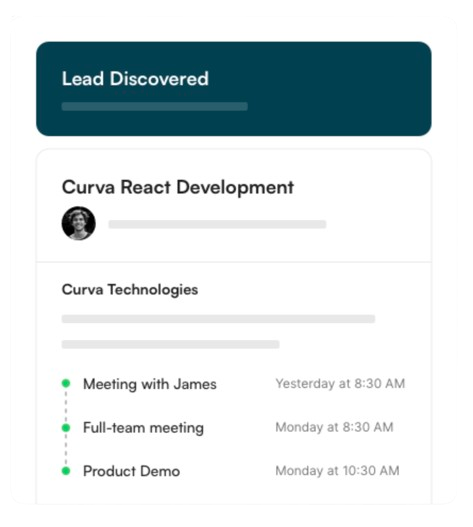 Lead Discovered
Curva React Development
Curva Technologies
Meeting with James Yesterday at 8:30 AM
Full-team meeting Monday at 8:30 AM
Product Demo Monday at 10:30 AM